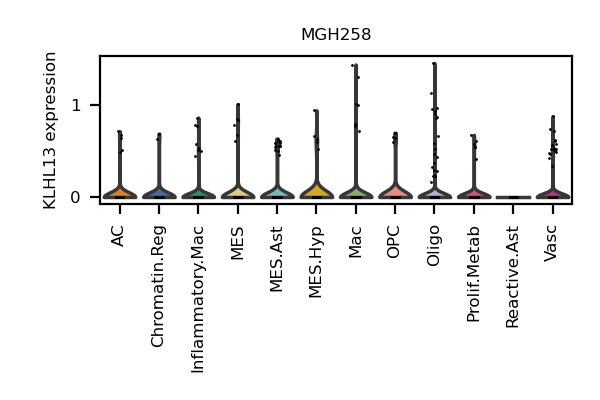 MGH258
KLHL13 expression
1
0
AC
Chromatin.Reg
Inflammatory.Mac
MES
MES.Ast
MES.Hyp
Mac
OPC
Oligo
Prolif.Metab
Reactive.Ast
Vasc